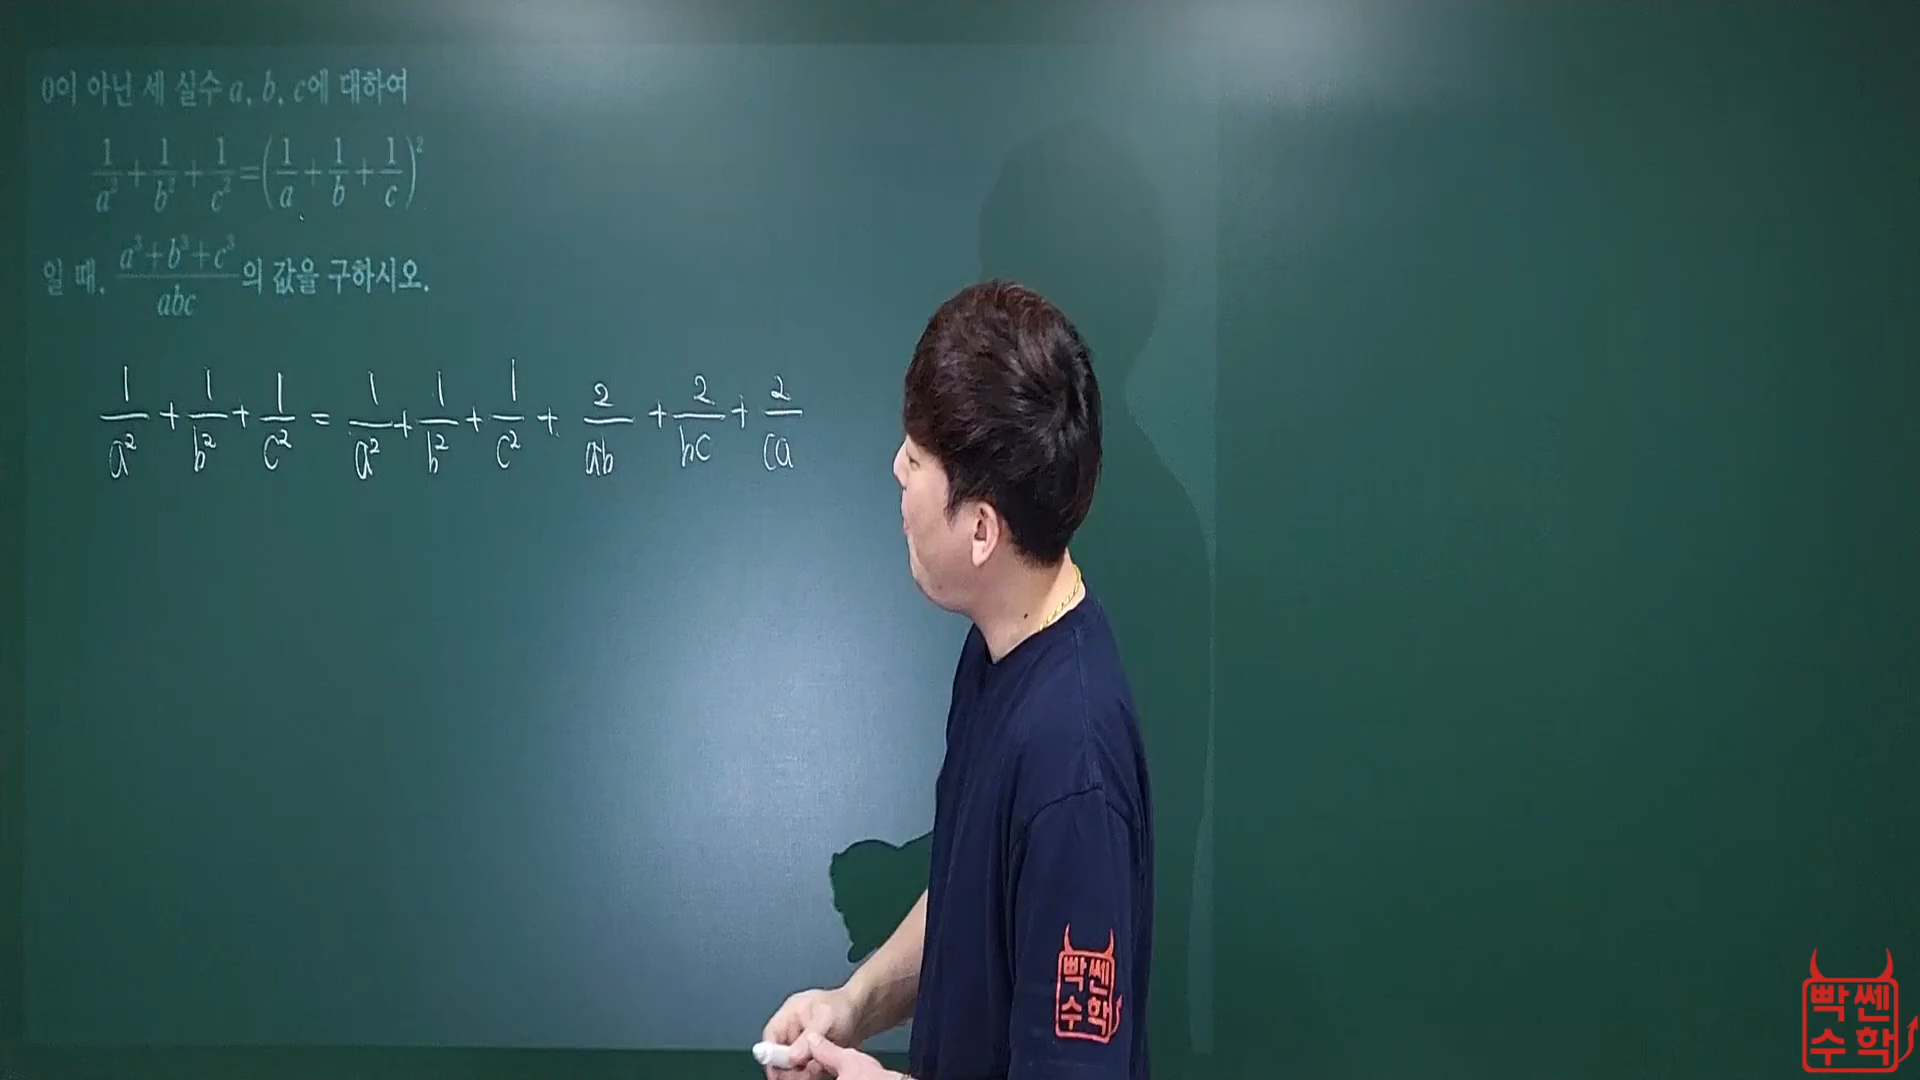 0이 아닌 세 실수 a, b, c에 대하여
1/a² + 1/b² + 1/c² = (1/a + 1/b + 1/c)²
일 때, (a³+b³+c³)/abc 의 값을 구하시오.
1/a² + 1/b² + 1/c² = 1/a² + 1/b² + 1/c² + 2/ab + 2/bc + 2/ca
빡쎈
수학
빡쎈
수학